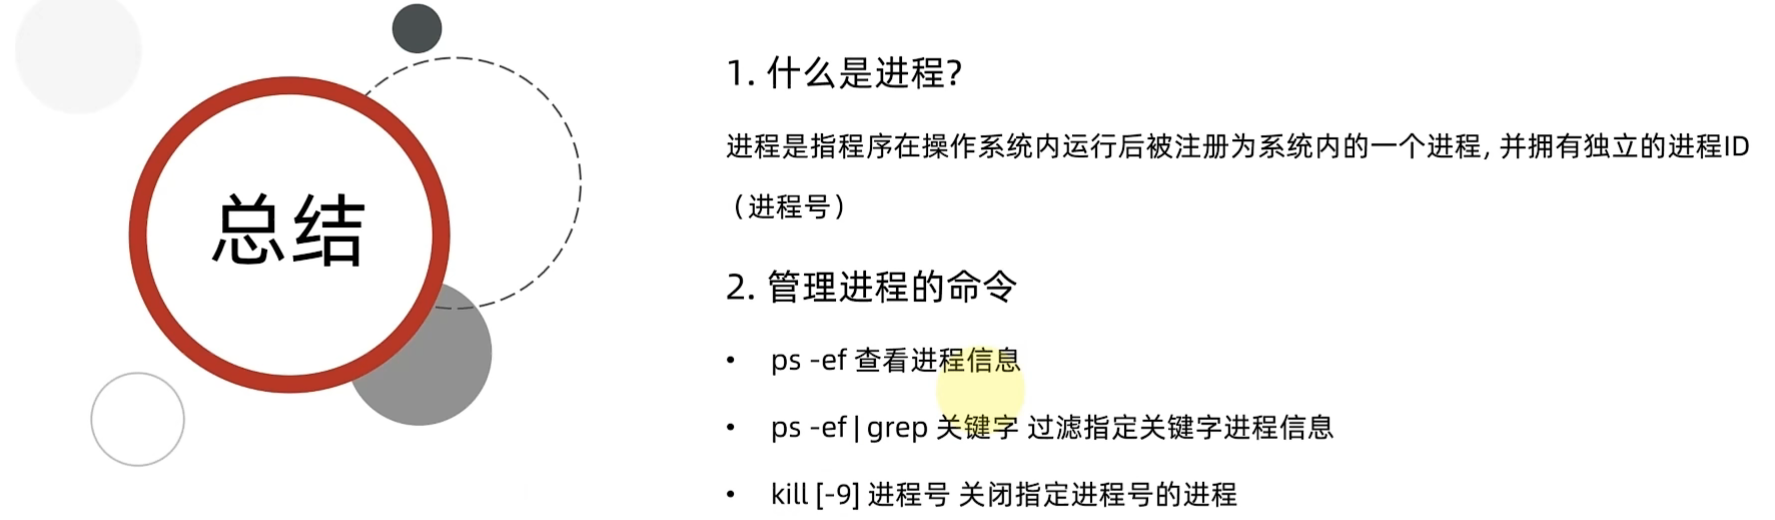 总结
1. 什么是进程?
进程是指程序在操作系统内运行后被注册为系统内的一个进程, 并拥有独立的进程ID
（进程号）
2. 管理进程的命令
• ps -ef 查看进程信息
• ps -ef | grep 关键字 过滤指定关键字进程信息
• kill [-9] 进程号 关闭指定进程号的进程